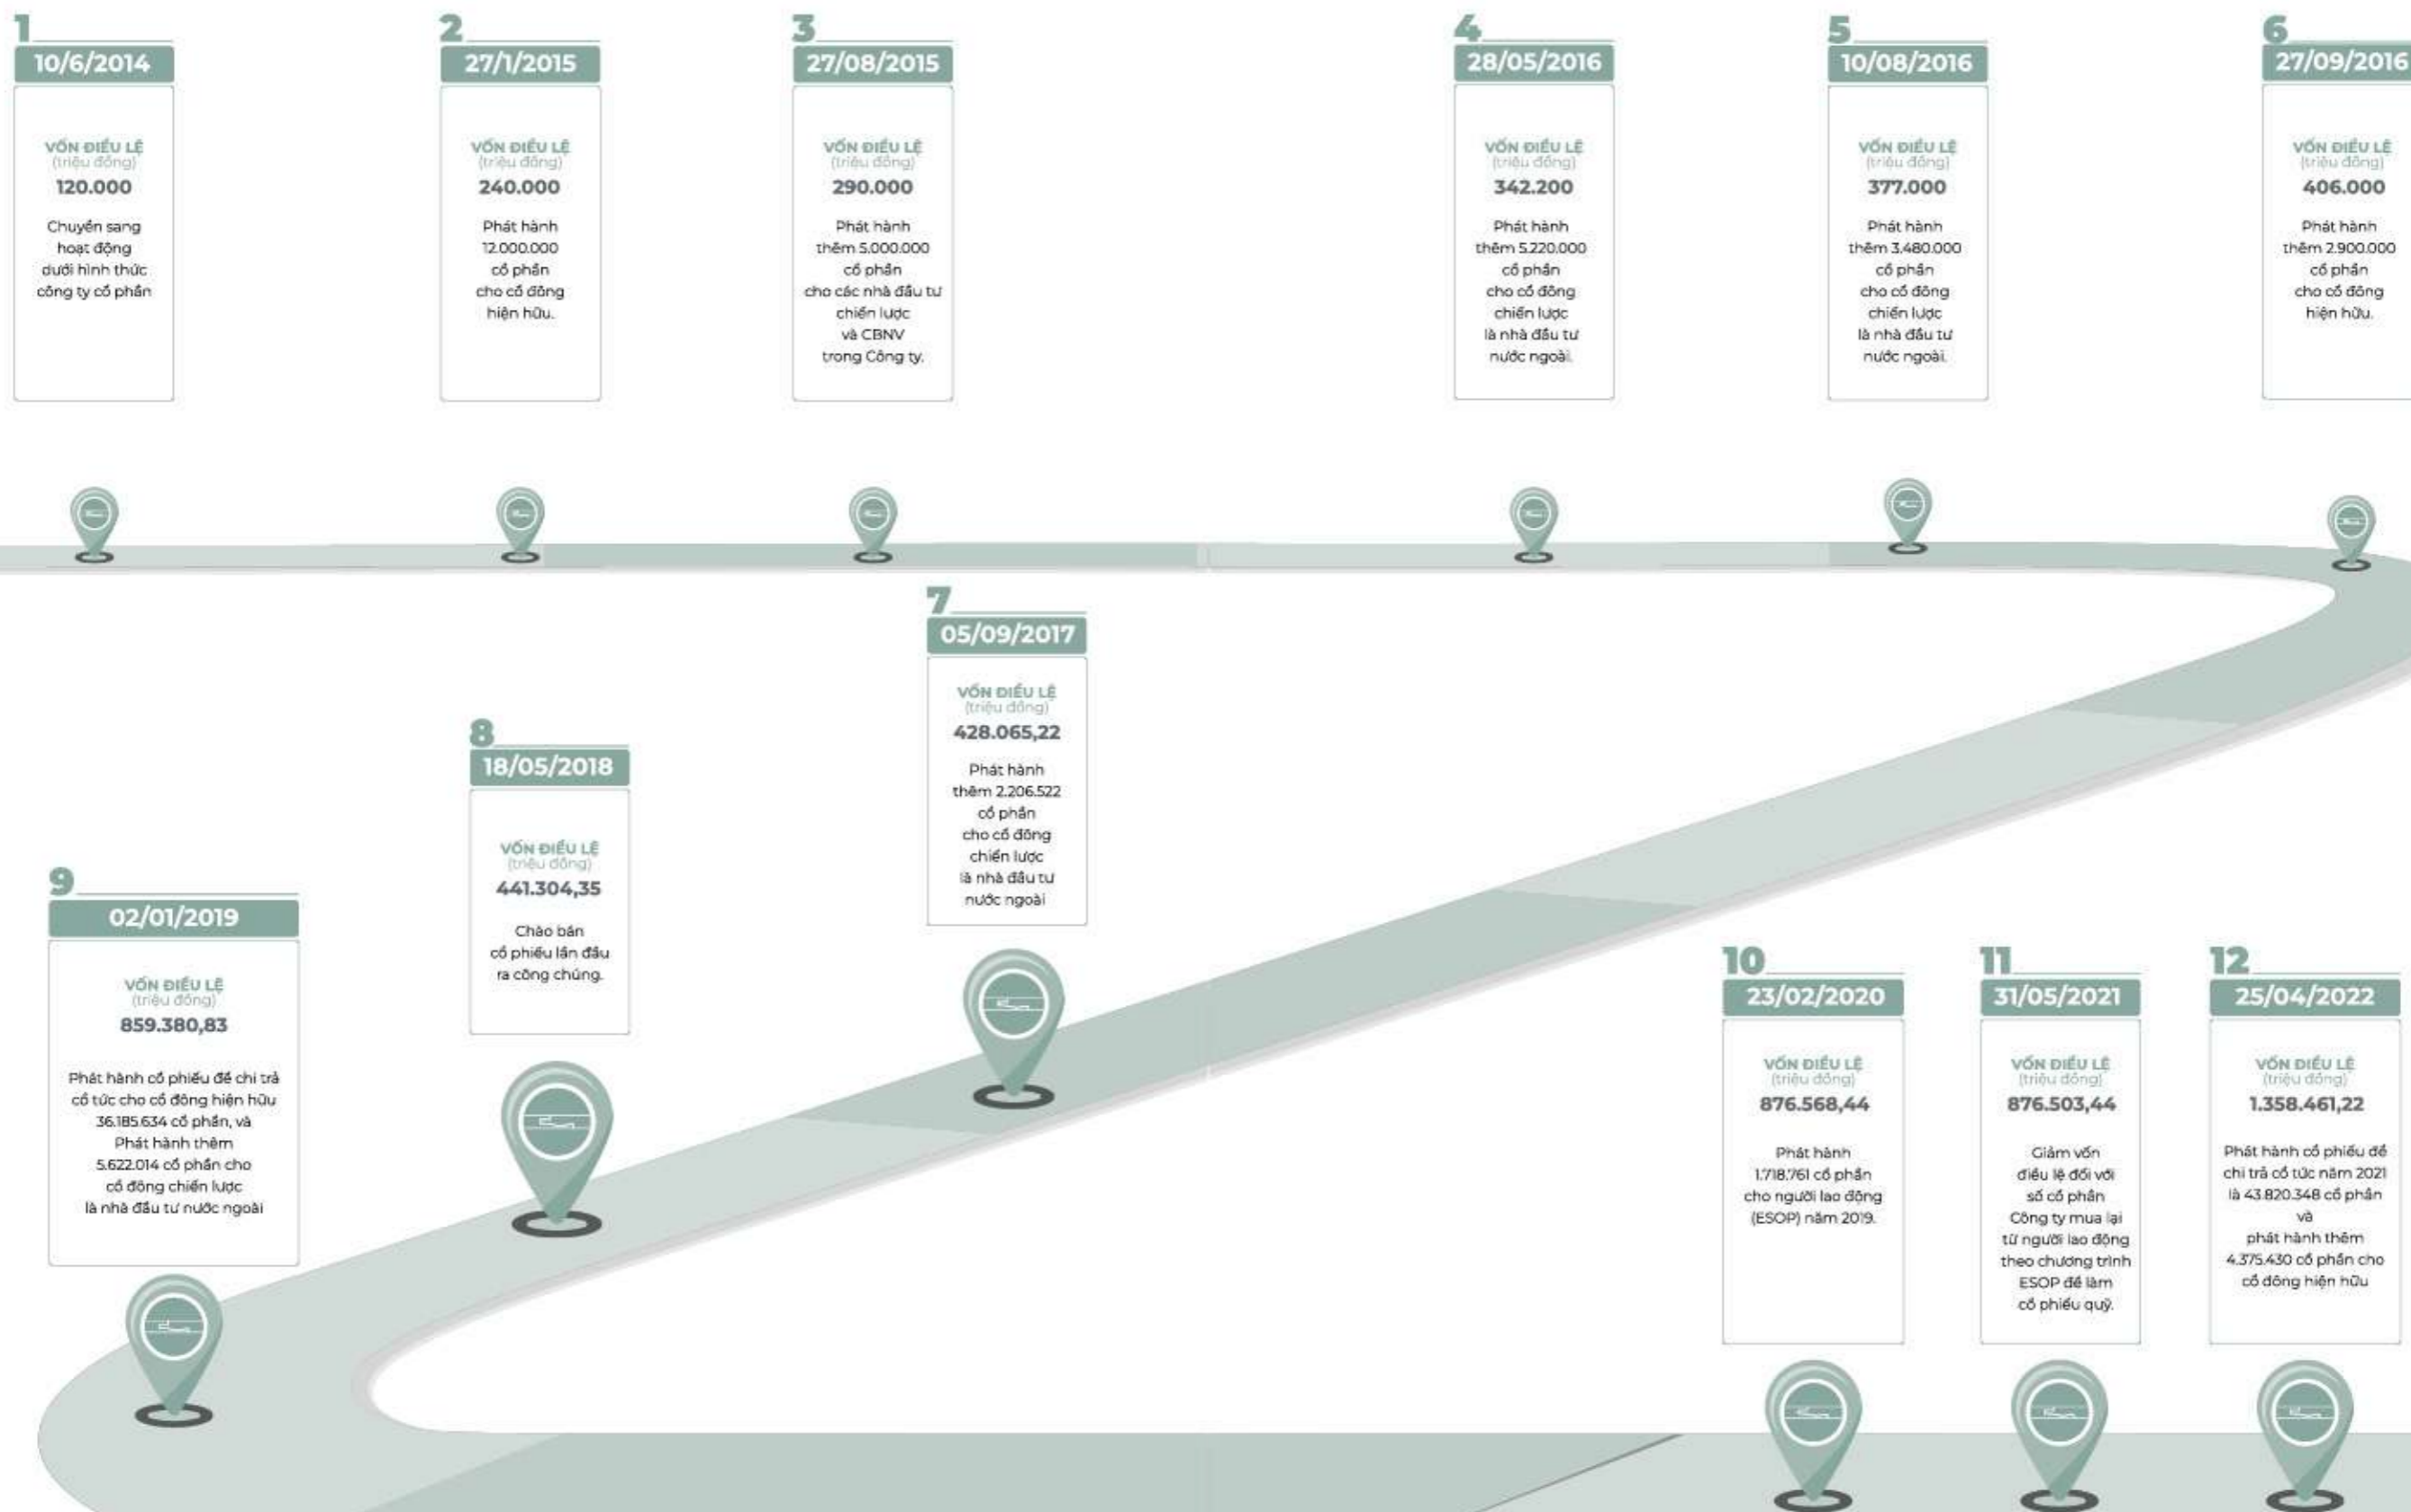 1
10/6/2014
VỐN ĐIỀU LỆ
(triệu đồng)
120.000
Chuyển sang
hoạt động
dưới hình thức
công ty cổ phần
2
27/1/2015
VỐN ĐIỀU LỆ
(triệu đồng)
240.000
Phát hành
12.000.000
cổ phần
cho cổ đông
hiện hữu.
3
27/08/2015
VỐN ĐIỀU LỆ
(triệu đồng)
290.000
Phát hành
thêm 5.000.000
cổ phần
cho các nhà đầu tư
chiến lược
và CBNV
trong Công ty.
4
28/05/2016
VỐN ĐIỀU LỆ
(triệu đồng)
342.200
Phát hành
thêm 5.220.000
cổ phần
cho cổ đông
chiến lược
là nhà đầu tư
nước ngoài.
5
10/08/2016
VỐN ĐIỀU LỆ
(triệu đồng)
377.000
Phát hành
thêm 3.480.000
cổ phần
cho cổ đông
chiến lược
là nhà đầu tư
nước ngoài.
6
27/09/2016
VỐN ĐIỀU LỆ
(triệu đồng)
406.000
Phát hành
thêm 2.900.000
cổ phần
cho cổ đông
hiện hữu.
7
05/09/2017
VỐN ĐIỀU LỆ
(triệu đồng)
428.065,22
Phát hành
thêm 2.206.522
cổ phần
cho cổ đông
chiến lược
là nhà đầu tư
nước ngoài
8
18/05/2018
VỐN ĐIỀU LỆ
(triệu đồng)
441.304,35
Chào bán
cổ phiếu lần đầu
ra công chúng.
9
02/01/2019
VỐN ĐIỀU LỆ
(triệu đồng)
859.380,83
Phát hành cổ phiếu để chi trả
cổ tức cho cổ đông hiện hữu
36.185.634 cổ phần, và
Phát hành thêm
5.622.014 cổ phần cho
cổ đông chiến lược
là nhà đầu tư nước ngoài
10
23/02/2020
VỐN ĐIỀU LỆ
(triệu đồng)
876.568,44
Phát hành
1.718.761 cổ phần
cho người lao động
(ESOP) năm 2019.
11
31/05/2021
VỐN ĐIỀU LỆ
(triệu đồng)
876.503,44
Giảm vốn
điều lệ đối với
số cổ phần
Công ty mua lại
từ người lao động
theo chương trình
ESOP để làm
cổ phiếu quỹ.
12
25/04/2022
VỐN ĐIỀU LỆ
(triệu đồng)
1.358.461,22
Phát hành cổ phiếu để
chi trả cổ tức năm 2021
là 43.820.348 cổ phần
và
phát hành thêm
4.375.430 cổ phần cho
cổ đông hiện hữu